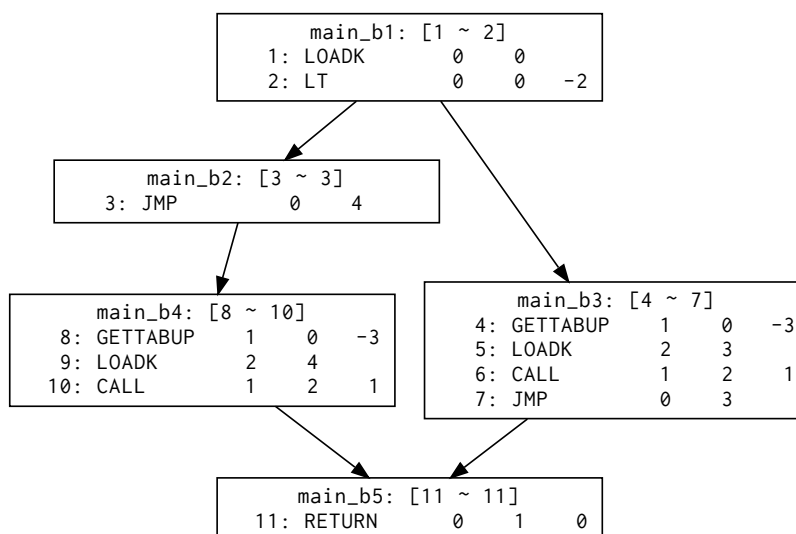 main_b1: [1 ~ 2]
1: LOADK 0 0
2: LT 0 0 -2
main_b2: [3 ~ 3]
3: JMP 0 4
main_b4: [8 ~ 10]
8: GETTABUP 1 0 -3
9: LOADK 2 4
10: CALL 1 2 1
main_b3: [4 ~ 7]
4: GETTABUP 1 0 -3
5: LOADK 2 3
6: CALL 1 2 1
7: JMP 0 3
main_b5: [11 ~ 11]
11: RETURN 0 1 0